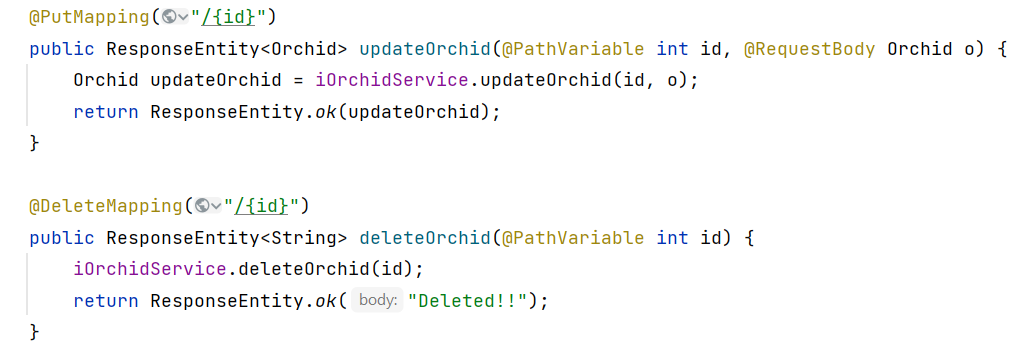 @PutMapping("/{id}")
public ResponseEntity<Orchid> updateOrchid(@PathVariable int id, @RequestBody Orchid o) {
    Orchid updateOrchid = iOrchidService.updateOrchid(id, o);
    return ResponseEntity.ok(updateOrchid);
}

@DeleteMapping("/{id}")
public ResponseEntity<String> deleteOrchid(@PathVariable int id) {
    iOrchidService.deleteOrchid(id);
    return ResponseEntity.ok( body: "Deleted!!");
}